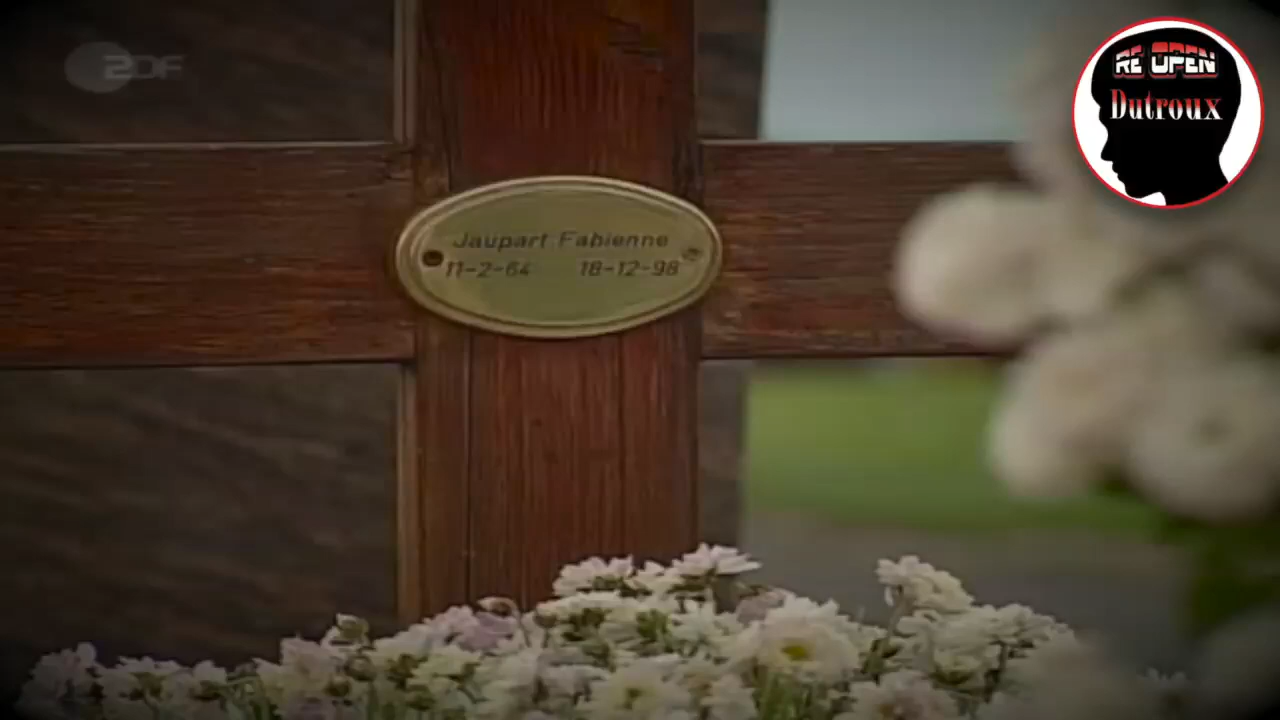 ZDF
RE OPEN
Dutroux
Jaupart Fabienne
11-2-64 18-12-98